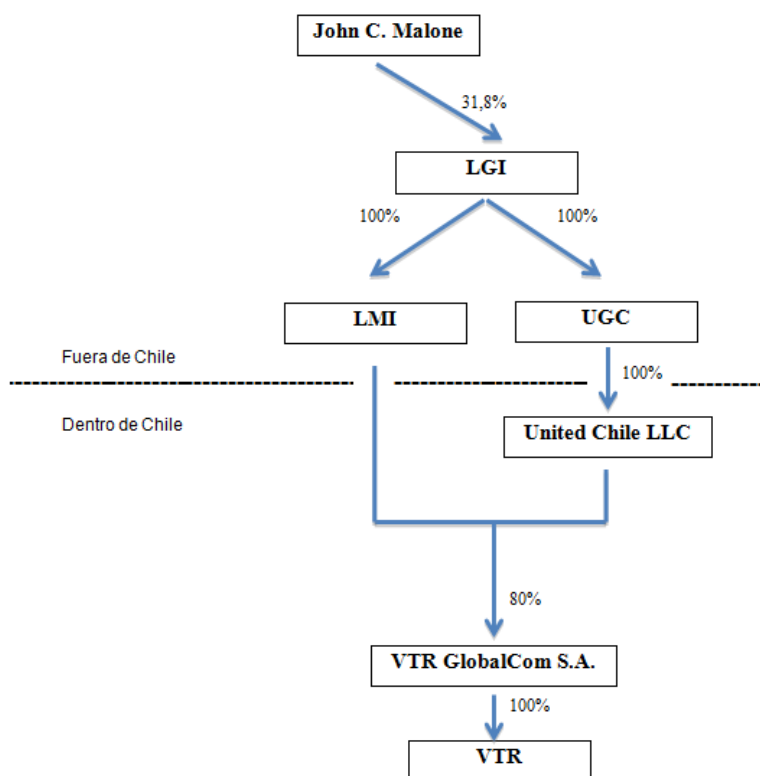 John C. Malone
31,8%
LGI
100%
100%
LMI
UGC
Fuera de Chile
100%
Dentro de Chile
United Chile LLC
80%
VTR GlobalCom S.A.
100%
VTR